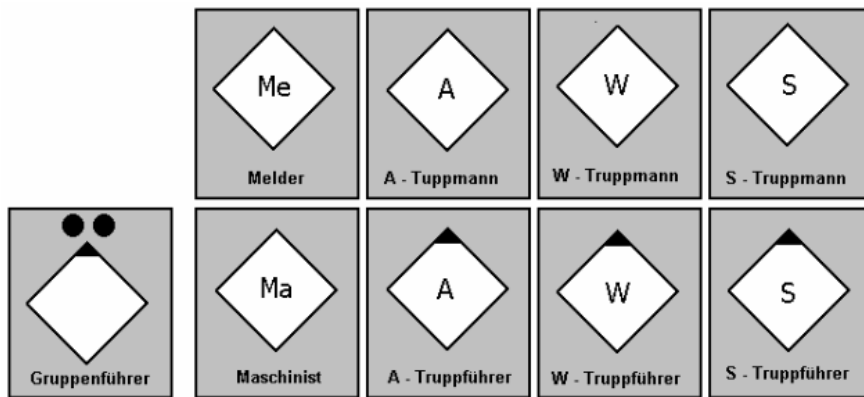 Me
A
W
S
Melder
A - Tuppmann
W - Truppmann
S - Truppmann
Ma
A
W
S
Gruppenführer
Maschinist
A - Truppführer
W - Truppführer
S - Truppführer